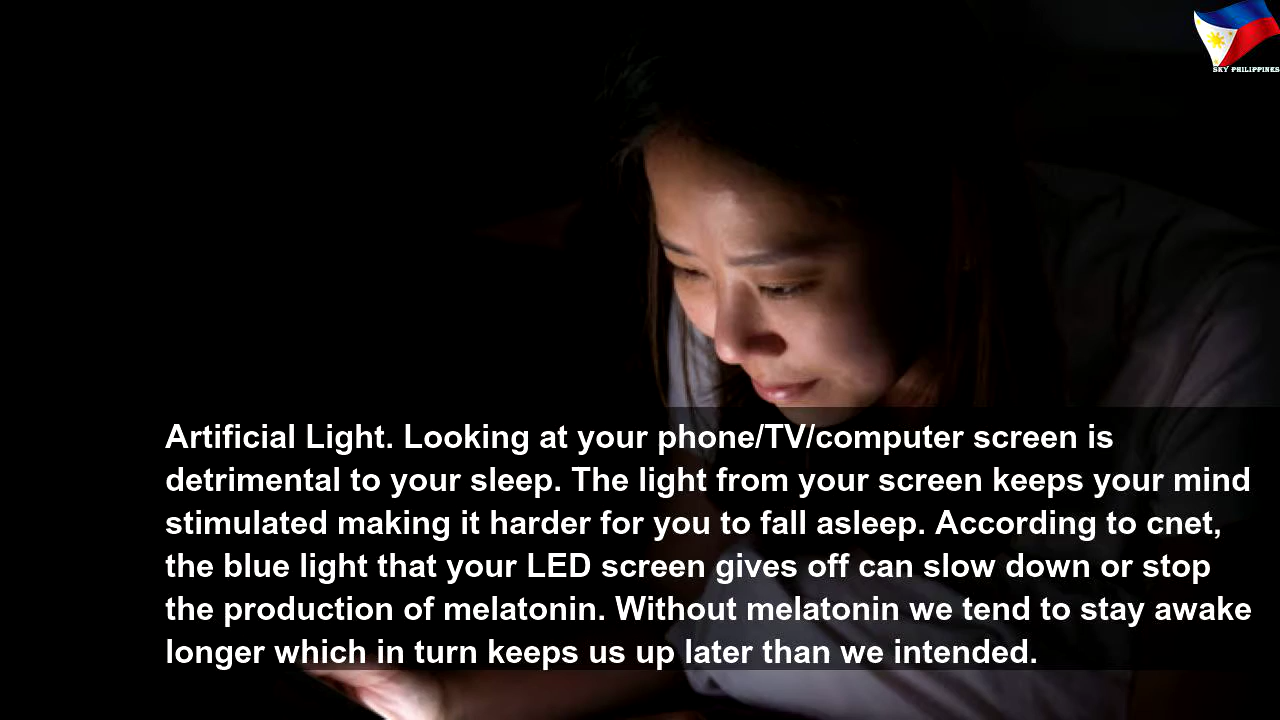 SKY PHILIPPINES
Artificial Light. Looking at your phone/TV/computer screen is
detrimental to your sleep. The light from your screen keeps your mind
stimulated making it harder for you to fall asleep. According to cnet,
the blue light that your LED screen gives off can slow down or stop
the production of melatonin. Without melatonin we tend to stay awake
longer which in turn keeps us up later than we intended.